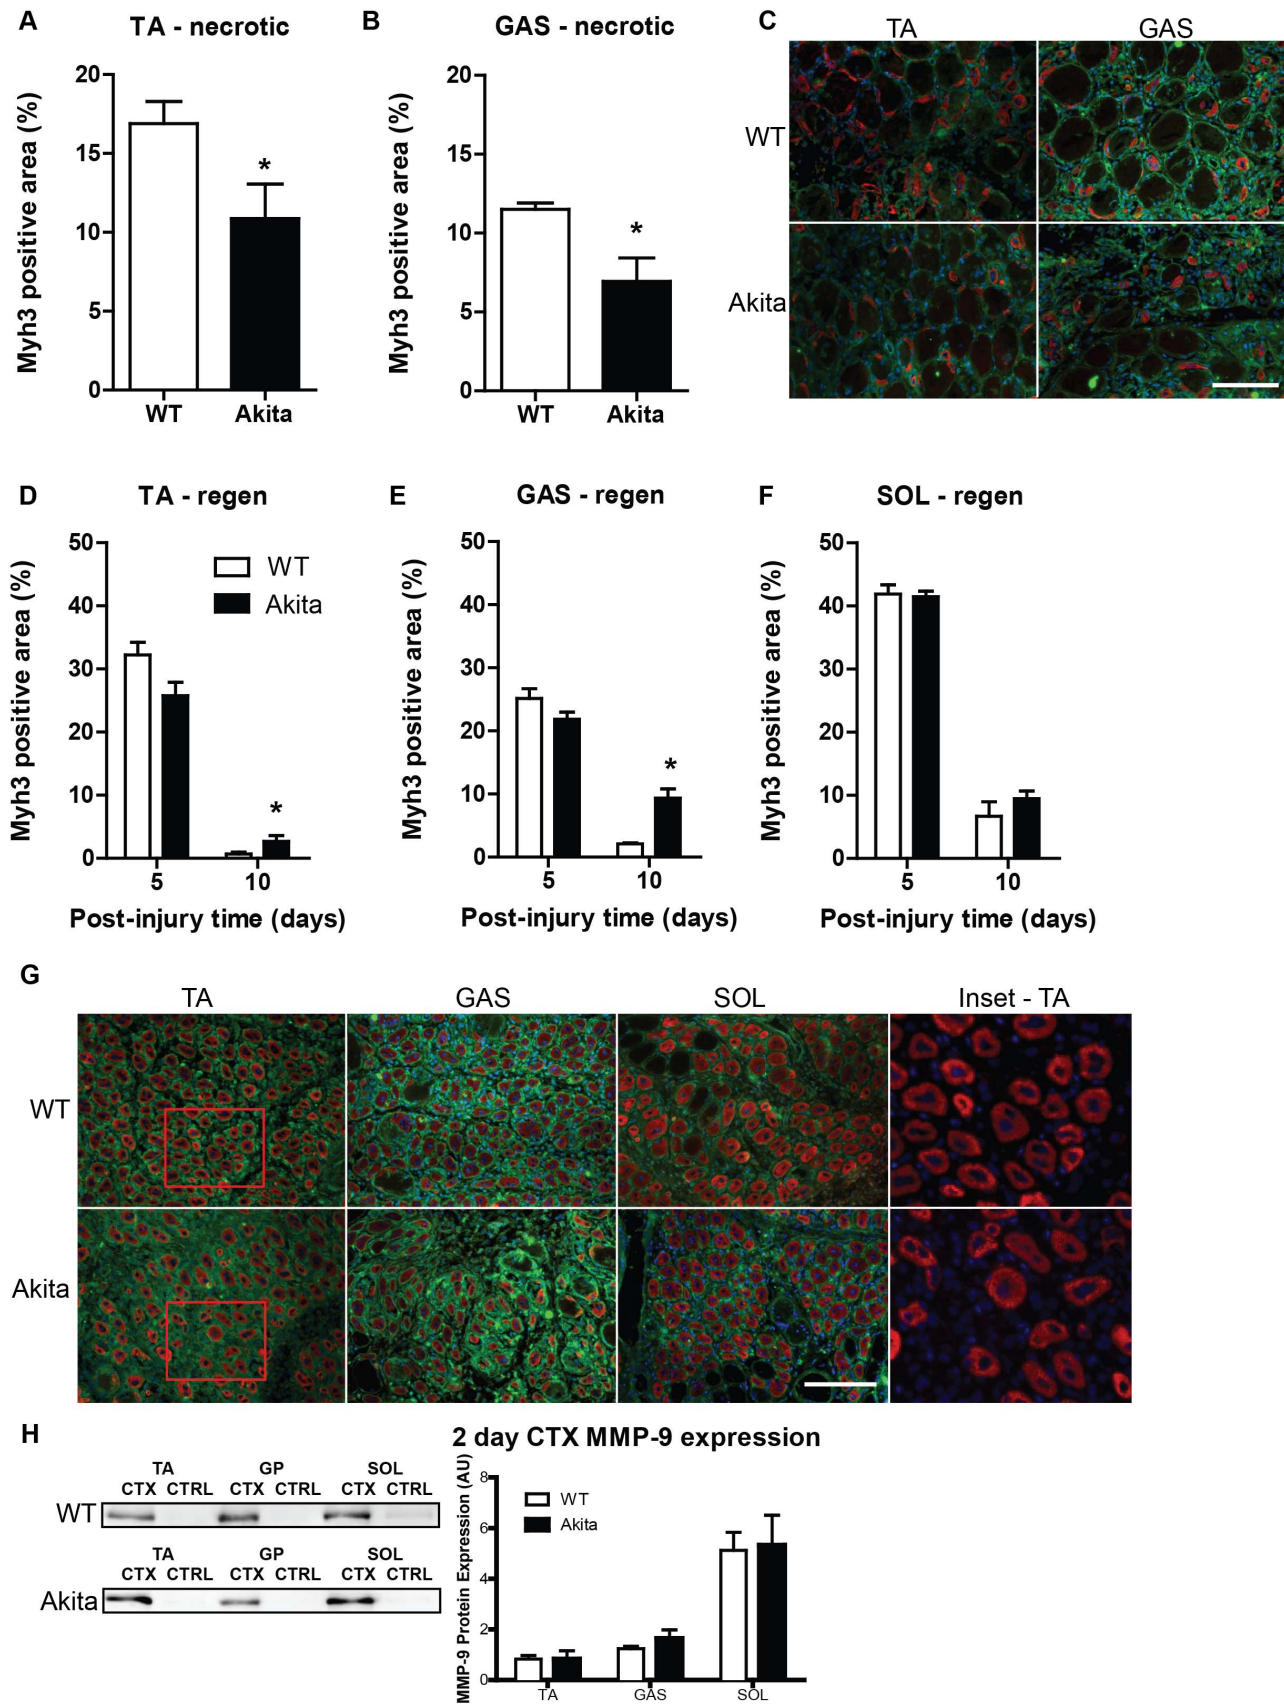 A
TA - necrotic
Myh3 positive area (%)
20
15
10
5
0
*
WT
Akita
B
GAS - necrotic
Myh3 positive area (%)
20
15
10
5
0
*
WT
Akita
C
TA
GAS
WT
Akita
D
TA - regen
Myh3 positive area (%)
50
40
30
20
10
0
WT
Akita
*
5
10
Post-injury time (days)
E
GAS - regen
Myh3 positive area (%)
50
40
30
20
10
0
*
5
10
Post-injury time (days)
F
SOL - regen
Myh3 positive area (%)
50
40
30
20
10
0
5
10
Post-injury time (days)
G
TA
GAS
SOL
Inset - TA
WT
Akita
H
TA
GP
SOL
CTX CTRL
CTX CTRL
CTX CTRL
WT
TA
GP
SOL
CTX CTRL
CTX CTRL
CTX CTRL
Akita
2 day CTX MMP-9 expression
MMP-9 Protein Expression (AU)
8
6
4
2
0
WT
Akita
TA
GAS
SOL